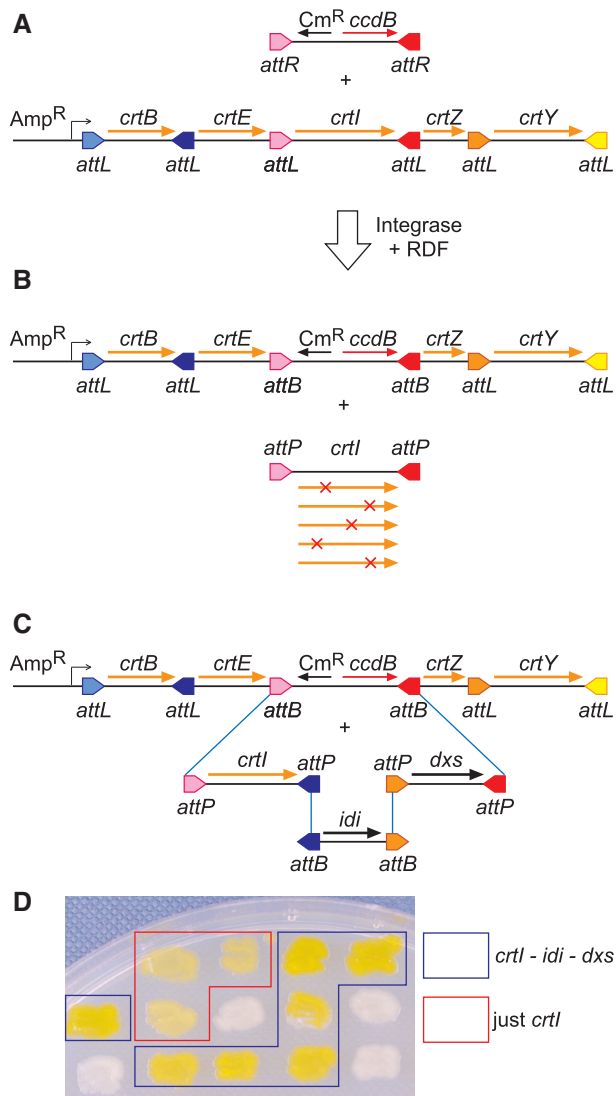 A
CmR ccdB
attR attR
+
AmpR crtB crtE crtI crtZ crtY
attL attL attL attL attL attL
Integrase
+ RDF
B
AmpR crtB crtE CmR ccdB crtZ crtY
attL attL attB attB attL attL
+
attP crtI attP
C
AmpR crtB crtE CmR ccdB crtZ crtY
attL attL attB attB attL attL
+
crtI attP attP dxs
attP idi attP
attB attB
D
crtI - idi - dxs
just crtI